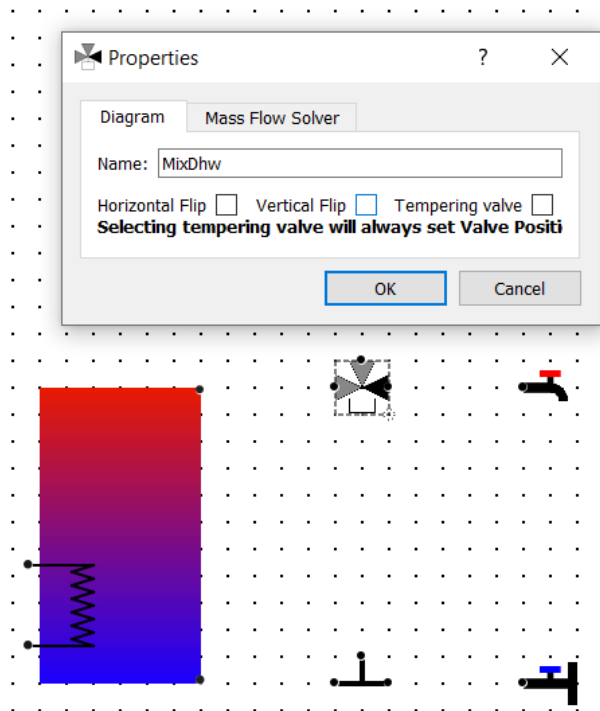 Properties ?
Diagram Mass Flow Solver
Name: MixDhw
Horizontal Flip Vertical Flip Tempering valve
Selecting tempering valve will always set Valve Positi
OK Cancel